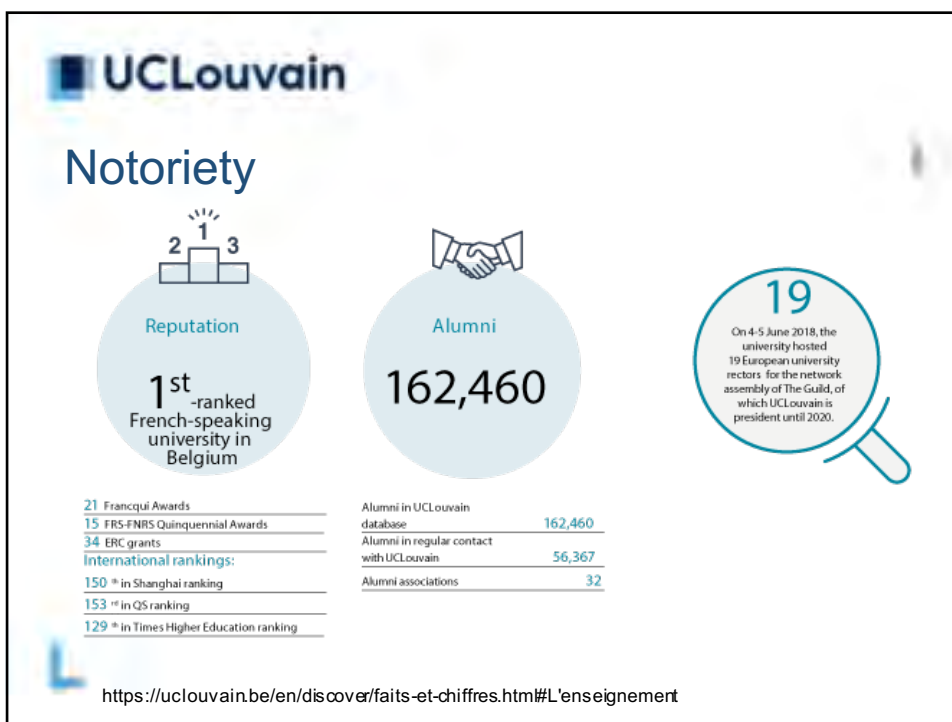 UCLouvain
Notoriety
2 1 3
Reputation
1st -ranked
French-speaking
university in
Belgium
21 Francqui Awards
15 FRS-FNRS Quinquennial Awards
34 ERC grants
International rankings:
150 th in Shanghai ranking
153 rd in QS ranking
129 th in Times Higher Education ranking
Alumni
162,460
Alumni in UCLouvain
database 162,460
Alumni in regular contact
with UCLouvain 56,367
Alumni associations 32
19
On 4-5 June 2018, the
university hosted
19 European university
rectors for the network
assembly of The Guild, of
which UCLouvain is
president until 2020.
https://uclouvain.be/en/discover/faits-et-chiffres.html#L'enseignement